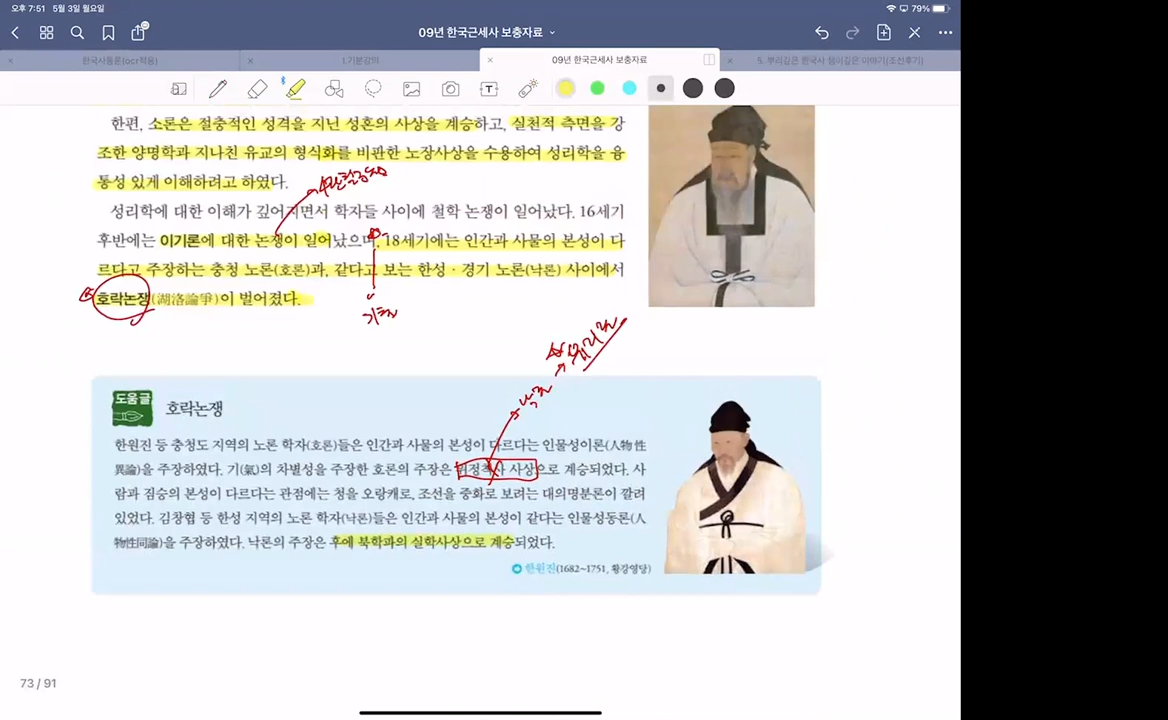 오후 7:51 5월 3일 월요일
79%
09년 한국근세사 보충자료
한국사통론(ocr적용)
1.기본강의
09년 한국근세사 보충자료
5. 뿌리깊은 한국사 샘이깊은 이야기(조선후기)
한편, 소론은 절충적인 성격을 지닌 성혼의 사상을 계승하고, 실천적 측면을 강
조한 양명학과 지나친 유교의 형식화를 비판한 노장사상을 수용하여 성리학을 융
통성 있게 이해하려고 하였다.
성리학에 대한 이해가 깊어지면서 학자들 사이에 철학 논쟁이 일어났다. 16세기
후반에는 이기론에 대한 논쟁이 일어났으며, 18세기에는 인간과 사물의 본성이 다
르다고 주장하는 충청 노론(호론)과, 같다고 보는 한성·경기 노론(낙론) 사이에서
호락논쟁(湖洛論爭)이 벌어졌다.
도움글
호락논쟁
한원진 등 충청도 지역의 노론 학자(호론)들은 인간과 사물의 본성이 다르다는 인물성이론(人物性
異論)을 주장하였다. 기(氣)의 차별성을 주장한 호론의 주장은 위정척사 사상으로 계승되었다. 사
람과 짐승의 본성이 다르다는 관점에는 청을 오랑캐로, 조선을 중화로 보려는 대의명분론이 깔려
있었다. 김창협 등 한성 지역의 노론 학자(낙론)들은 인간과 사물의 본성이 같다는 인물성동론(人
物性同論)을 주장하였다. 낙론의 주장은 후에 북학파의 실학사상으로 계승되었다.
한원진(1682~1751, 황강영당)
73 / 91